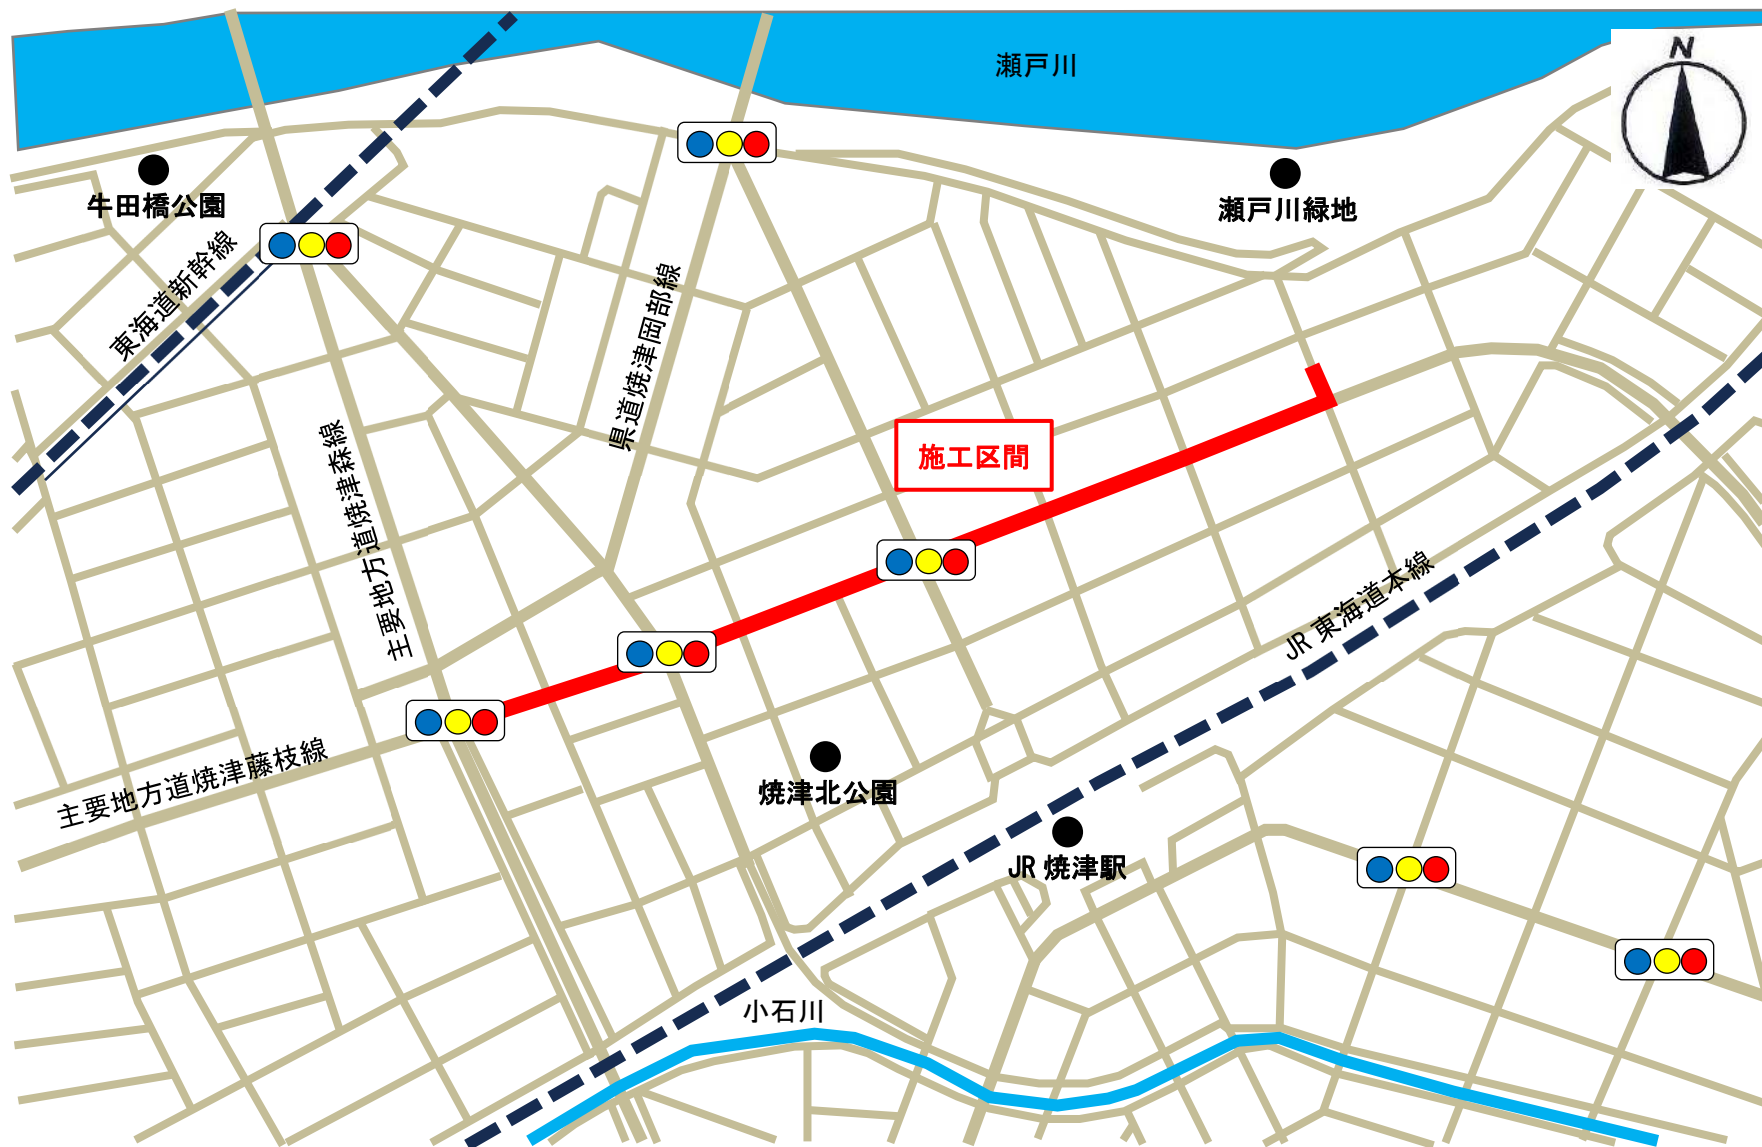 瀬戸川
N
牛田橋公園
瀬戸川緑地
東海道新幹線
県道焼津岡部線
主要地方道焼津森線
施工区間
JR 東海道本線
主要地方道焼津藤枝線
焼津北公園
JR 焼津駅
小石川